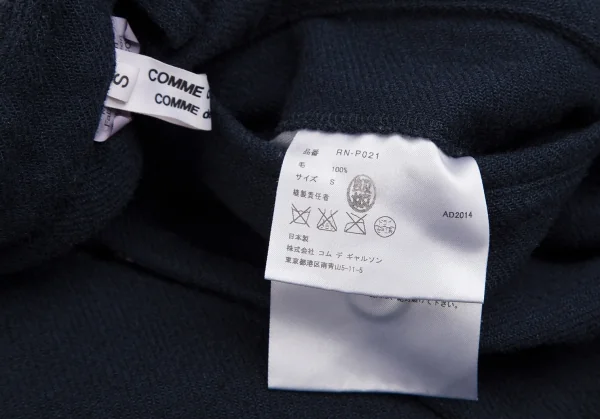 S
COMME
COMME d
品番 RN-P021
毛 100%
サイズ S
縫製責任者 飯坂
AD2014
日本製
株式会社 コム デ ギャルソン
東京都港区南青山5-11-5